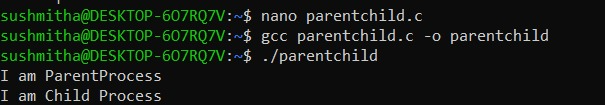 sushmitha@DESKTOP-6O7RQ7V:~$ nano parentchild.c
sushmitha@DESKTOP-6O7RQ7V:~$ gcc parentchild.c -o parentchild
sushmitha@DESKTOP-6O7RQ7V:~$ ./parentchild
I am ParentProcess
I am Child Process